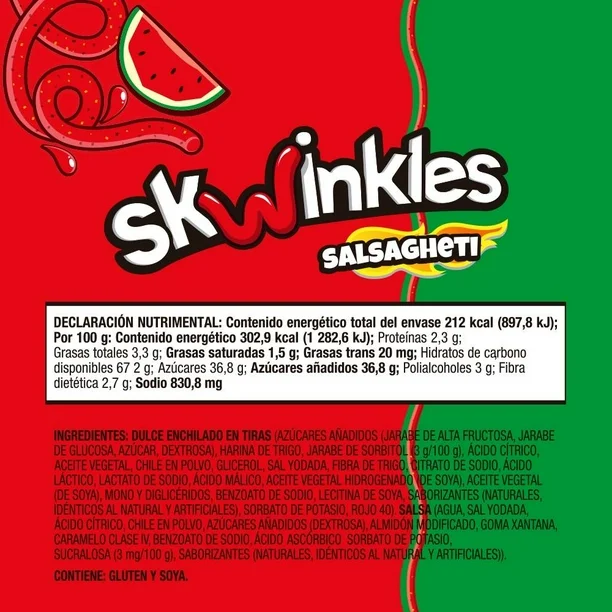 SKWinkles
SALSAGHETI
DECLARACIÓN NUTRIMENTAL: Contenido energético total del envase 212 kcal (897,8 kJ);
Por 100 g: Contenido energético 302,9 kcal (1 282,6 kJ); Proteínas 2,3 g;
Grasas totales 3,3 g; Grasas saturadas 1,5 g; Grasas trans 20 mg; Hidratos de carbono
disponibles 67 2 g; Azúcares 36,8 g; Azúcares añadidos 36,8 g; Polialcoholes 3 g; Fibra
dietética 2,7 g; Sodio 830,8 mg
INGREDIENTES: DULCE ENCHILADO EN TIRAS (AZÚCARES AÑADIDOS (JARABE DE ALTA FRUCTOSA, JARABE
DE GLUCOSA, AZÚCAR, DEXTROSA), HARINA DE TRIGO, JARABE DE SORBITOL (3 g/100 g), ÁCIDO CÍTRICO,
ACEITE VEGETAL, CHILE EN POLVO, GLICEROL, SAL YODADA, FIBRA DE TRIGO, CITRATO DE SODIO, ÁCIDO
LÁCTICO, LACTATO DE SODIO, ÁCIDO MÁLICO, ACEITE VEGETAL HIDROGENADO (DE SOYA), ACEITE VEGETAL
(DE SOYA), MONO Y DIGLICÉRIDOS, BENZOATO DE SODIO, LECITINA DE SOYA, SABORIZANTES (NATURALES,
IDÉNTICOS AL NATURAL Y ARTIFICIALES), SORBATO DE POTASIO, ROJO 40). SALSA (AGUA, SAL YODADA,
ÁCIDO CÍTRICO, CHILE EN POLVO, AZÚCARES AÑADIDOS (DEXTROSA), ALMIDÓN MODIFICADO, GOMA XANTANA,
CARAMELO CLASE IV, BENZOATO DE SODIO, ÁCIDO ASCÓRBICO SORBATO DE POTASIO,
SUCRALOSA (3 mg/100 g), SABORIZANTES (NATURALES, IDÉNTICOS AL NATURAL Y ARTIFICIALES)).
CONTIENE: GLUTEN Y SOYA.